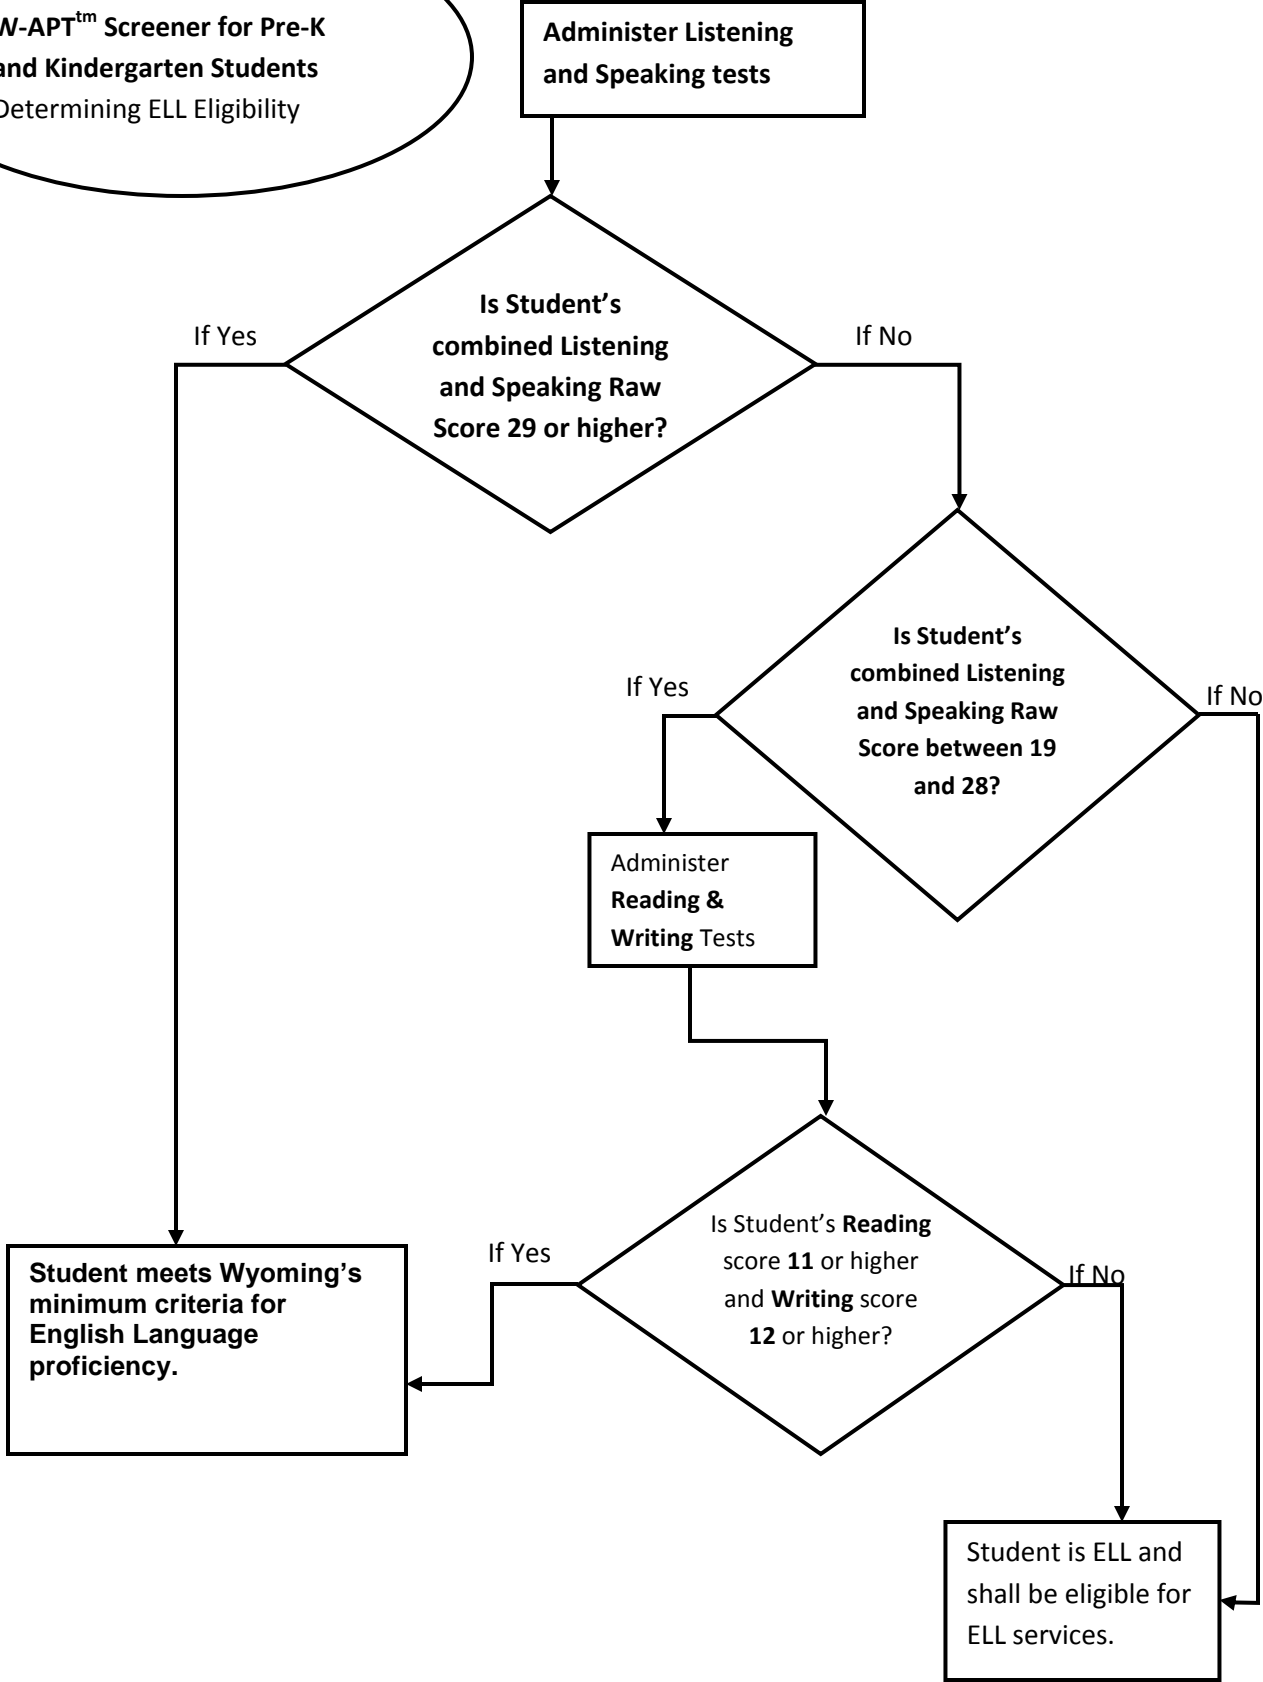 W-APTtm Screener for Pre-K
and Kindergarten Students
Determining ELL Eligibility
Administer Listening
and Speaking tests
Is Student’s
combined Listening
and Speaking Raw
Score 29 or higher?
If Yes
If No
Is Student’s
combined Listening
and Speaking Raw
Score between 19
and 28?
If Yes
If No
Administer
Reading &
Writing Tests
Is Student’s Reading
score 11 or higher
and Writing score
12 or higher?
If Yes
If No
Student meets Wyoming’s
minimum criteria for
English Language
proficiency.
Student is ELL and
shall be eligible for
ELL services.